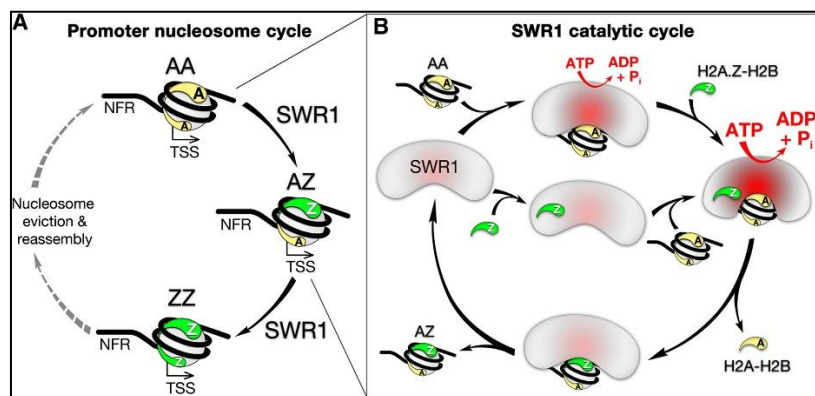 A
Promoter nucleosome cycle
AA
NFR
A
A
TSS
SWR1
AZ
NFR
Z
A
TSS
SWR1
ZZ
NFR
Z
Z
TSS
Nucleosome
eviction &
reassembly
B
SWR1 catalytic cycle
AA
A
A
ATP
ADP
+ Pi
A
A
H2A.Z-H2B
Z
ATP
ADP
+ Pi
Z
A
A
SWR1
Z
Z
A
A
H2A-H2B
A
Z
A
AZ
Z
A